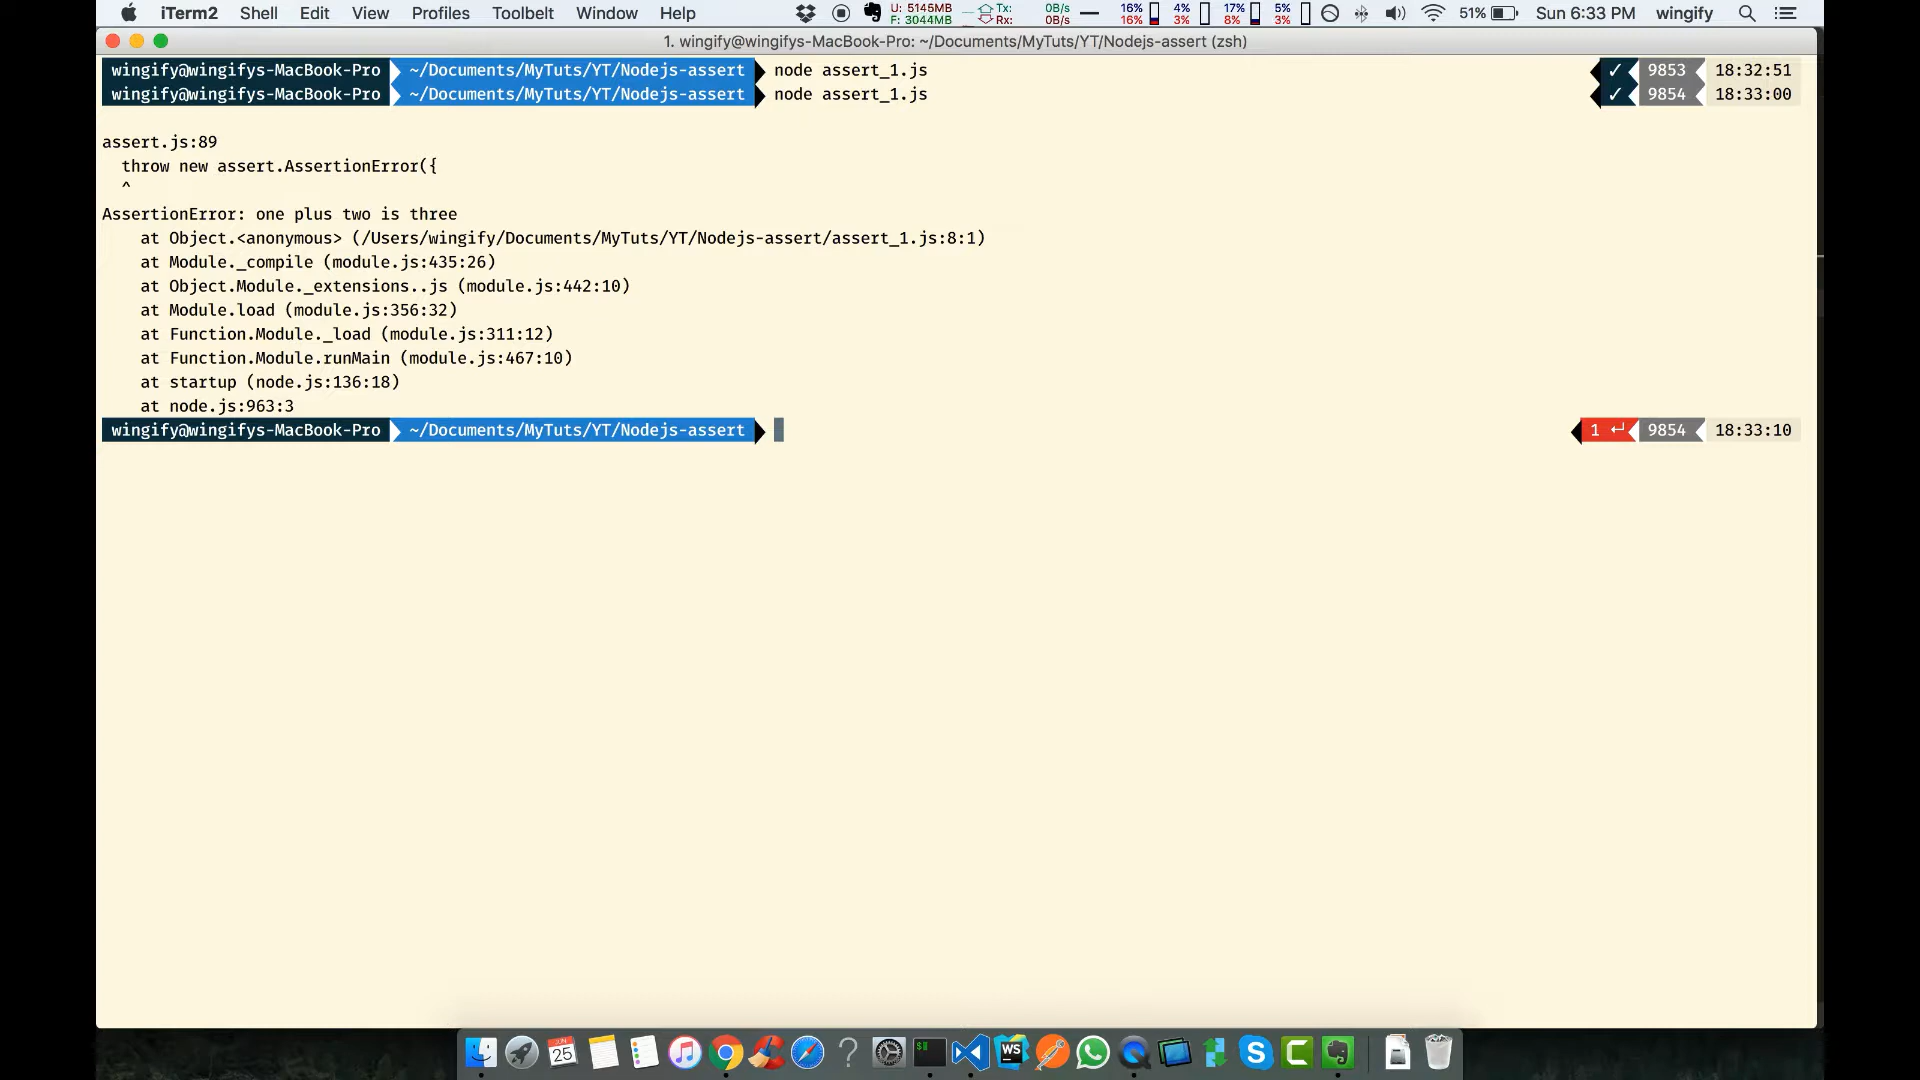 iTerm2 Shell Edit View Profiles Toolbelt Window Help U: 5145MB F: 3044MB Tx: 0B/s Rx: 0B/s 16% 16% 4% 3% 17% 8% 5% 3% 51% Sun 6:33 PM wingify
1. wingify@wingifys-MacBook-Pro: ~/Documents/MyTuts/YT/Nodejs-assert (zsh)
wingify@wingifys-MacBook-Pro ~/Documents/MyTuts/YT/Nodejs-assert node assert_1.js ✓ 9853 18:32:51
wingify@wingifys-MacBook-Pro ~/Documents/MyTuts/YT/Nodejs-assert node assert_1.js ✓ 9854 18:33:00
assert.js:89
throw new assert.AssertionError({
^
AssertionError: one plus two is three
at Object.<anonymous> (/Users/wingify/Documents/MyTuts/YT/Nodejs-assert/assert_1.js:8:1)
at Module._compile (module.js:435:26)
at Object.Module._extensions..js (module.js:442:10)
at Module.load (module.js:356:32)
at Function.Module._load (module.js:311:12)
at Function.Module.runMain (module.js:467:10)
at startup (node.js:136:18)
at node.js:963:3
wingify@wingifys-MacBook-Pro ~/Documents/MyTuts/YT/Nodejs-assert 1 ↵ 9854 18:33:10
JUN 25 ? $ WS S C